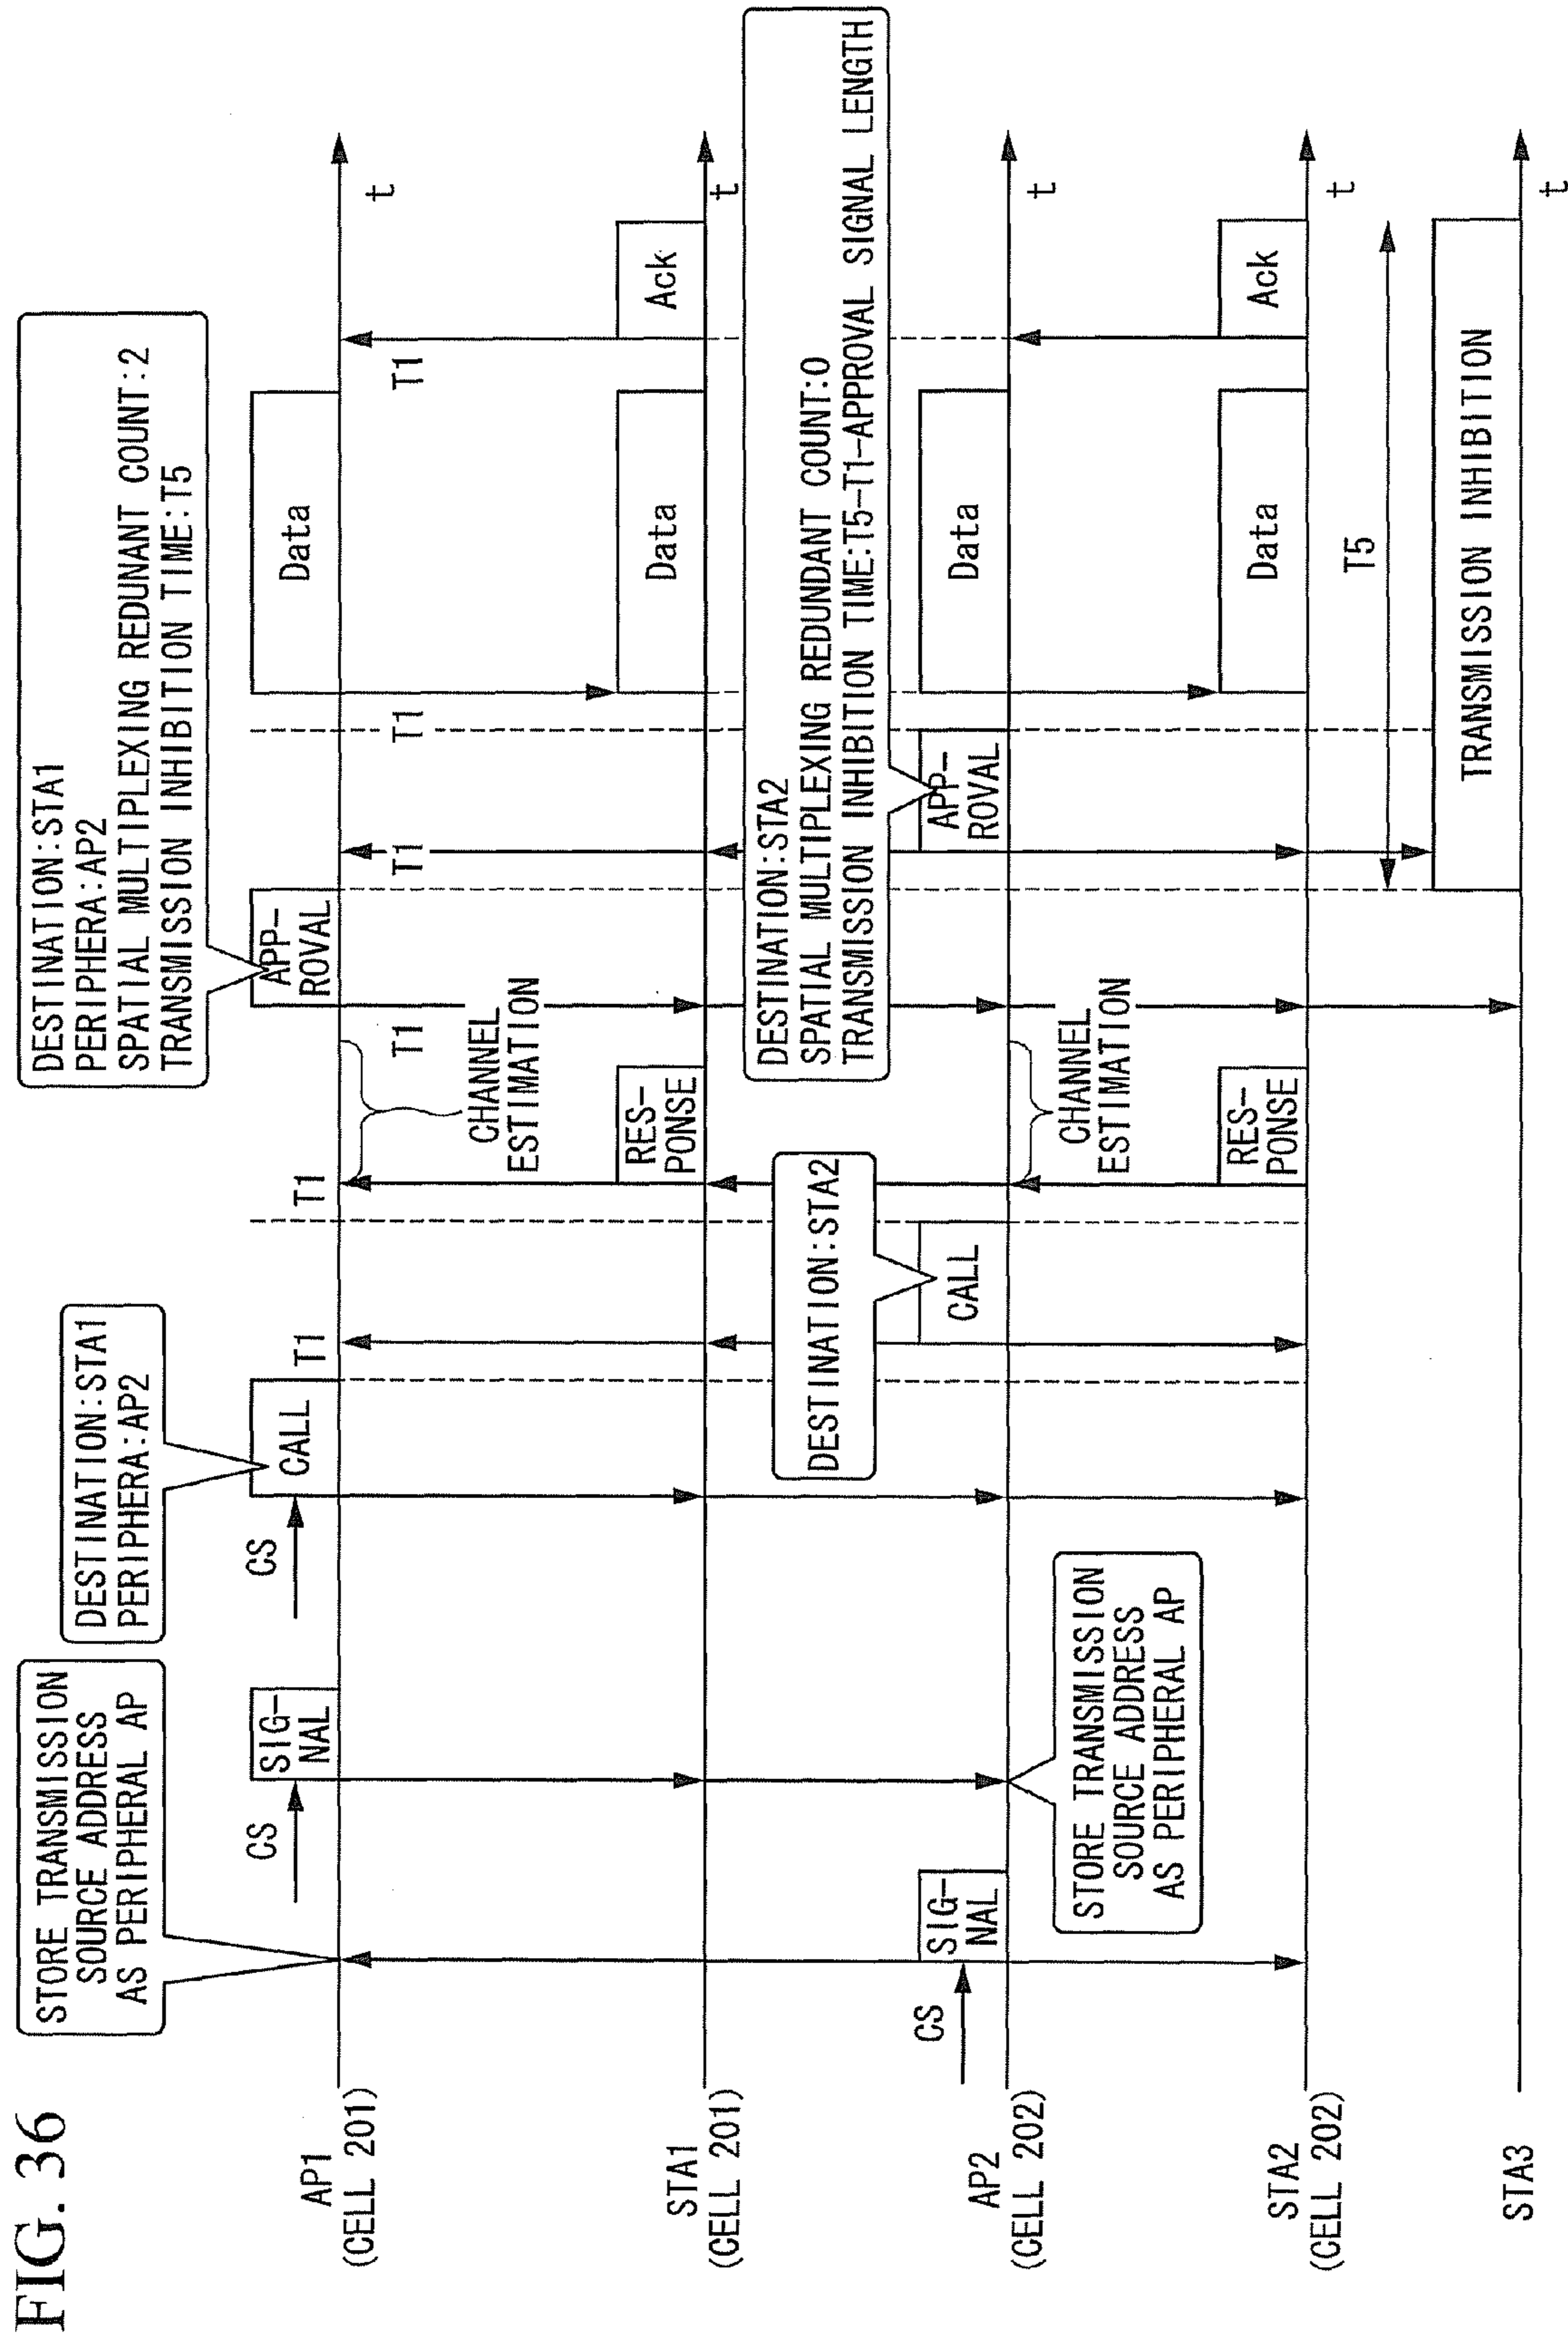 FIG. 36
STORE TRANSMISSION
SOURCE ADDRESS
AS PERIPHERAL AP
DESTINATION:STA1
PERIPHERA:AP2
DESTINATION:STA1
PERIPHERA:AP2
SPATIAL MULTIPLEXING REDUNANT COUNT:2
TRANSMISSION INHIBITION TIME:T5
AP1
(CELL 201)
CS
SIG-
NAL
CS
CALL
T1
T1
T1
APP-
ROVAL
T1
T1
Data
T1
t
CHANNEL
ESTIMATION
STA1
(CELL 201)
RES-
PONSE
Data
Ack
t
DESTINATION:STA2
DESTINATION:STA2
SPATIAL MULTIPLEXING REDUNDANT COUNT:0
TRANSMISSION INHIBITION TIME:T5-T1-APPROVAL SIGNAL LENGTH
AP2
(CELL 202)
CS
SIG-
NAL
CALL
APP-
ROVAL
Data
t
STORE TRANSMISSION
SOURCE ADDRESS
AS PERIPHERAL AP
CHANNEL
ESTIMATION
STA2
(CELL 202)
RES-
PONSE
Data
Ack
t
T5
STA3
TRANSMISSION INHIBITION
t